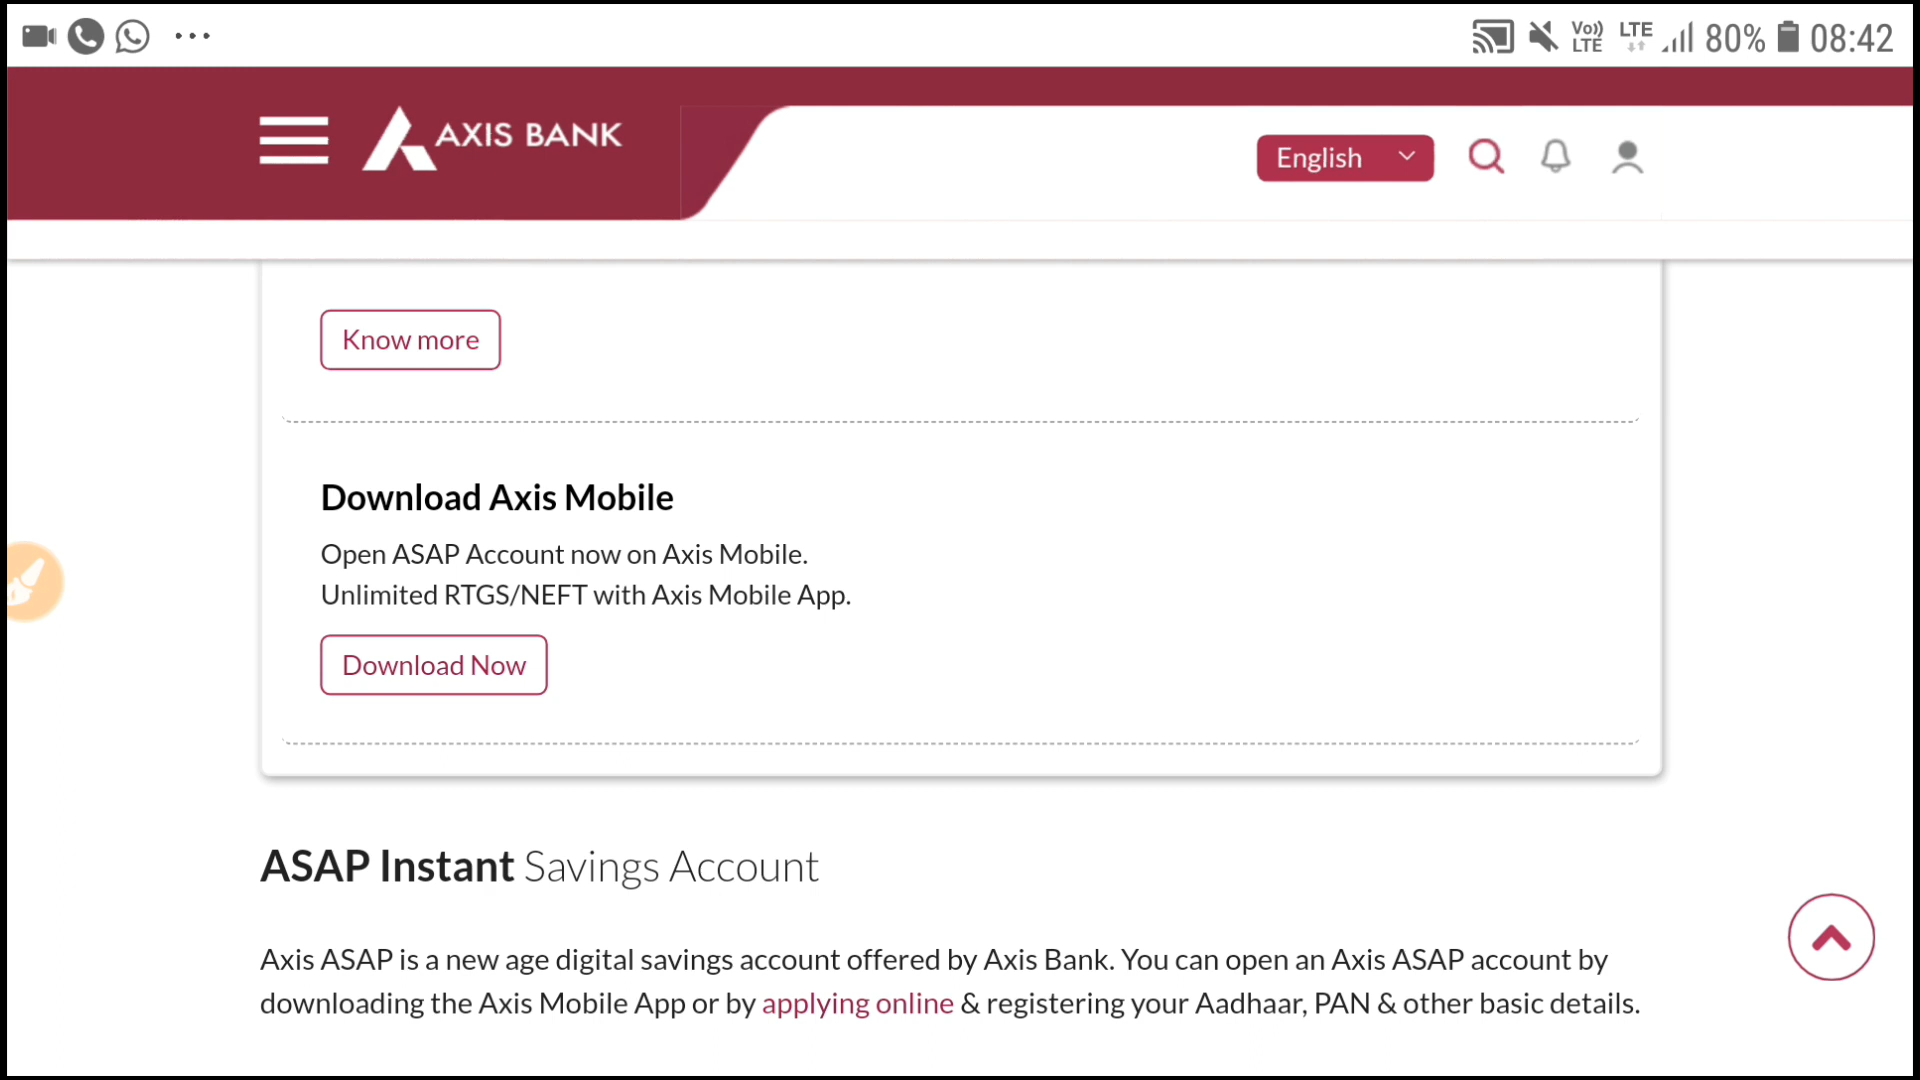 Vo)) LTE LTE 80% 08:42
AXIS BANK
English
Know more
Download Axis Mobile
Open ASAP Account now on Axis Mobile.
Unlimited RTGS/NEFT with Axis Mobile App.
Download Now
ASAP Instant Savings Account
Axis ASAP is a new age digital savings account offered by Axis Bank. You can open an Axis ASAP account by
downloading the Axis Mobile App or by applying online & registering your Aadhaar, PAN & other basic details.